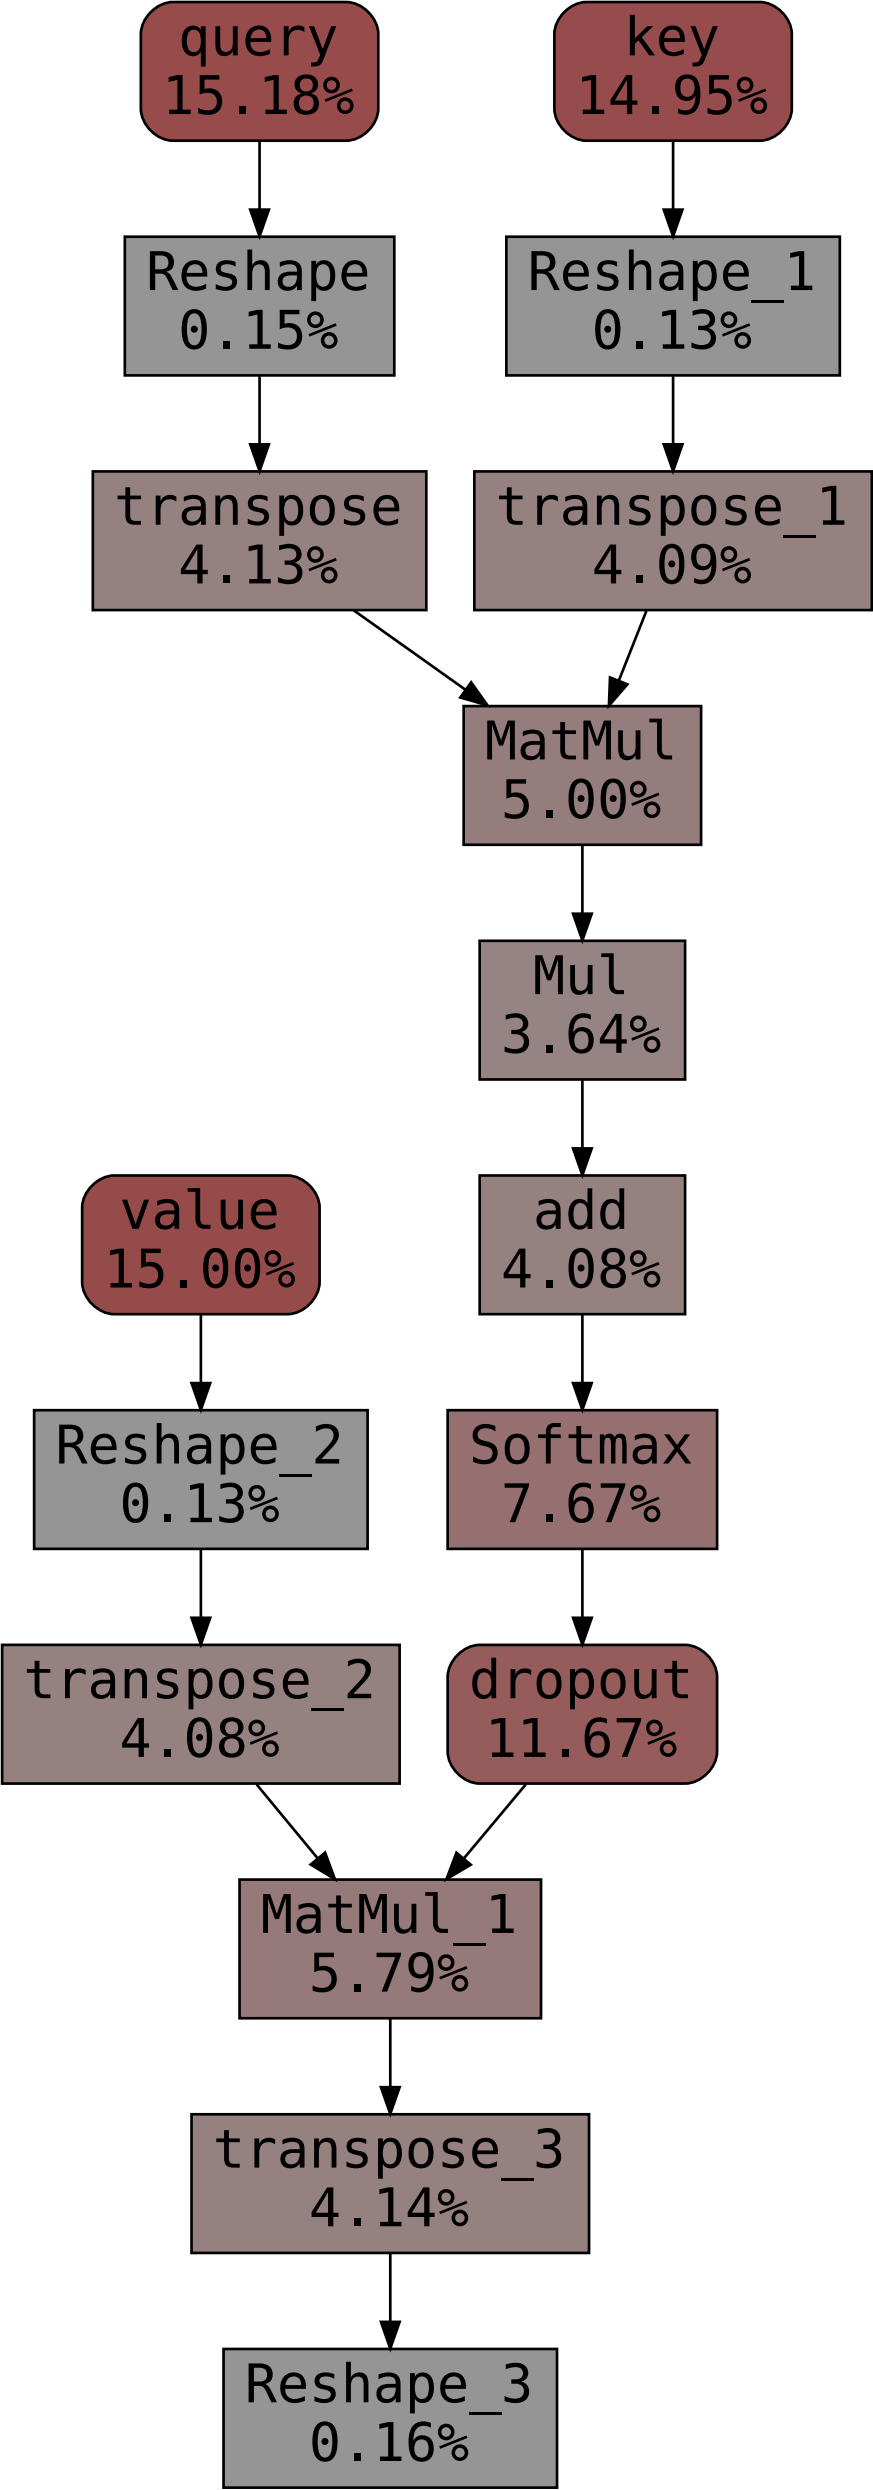 query
15.18%
key
14.95%
Reshape
0.15%
Reshape_1
0.13%
transpose
4.13%
transpose_1
4.09%
MatMul
5.00%
Mul
3.64%
value
15.00%
add
4.08%
Reshape_2
0.13%
Softmax
7.67%
transpose_2
4.08%
dropout
11.67%
MatMul_1
5.79%
transpose_3
4.14%
Reshape_3
0.16%